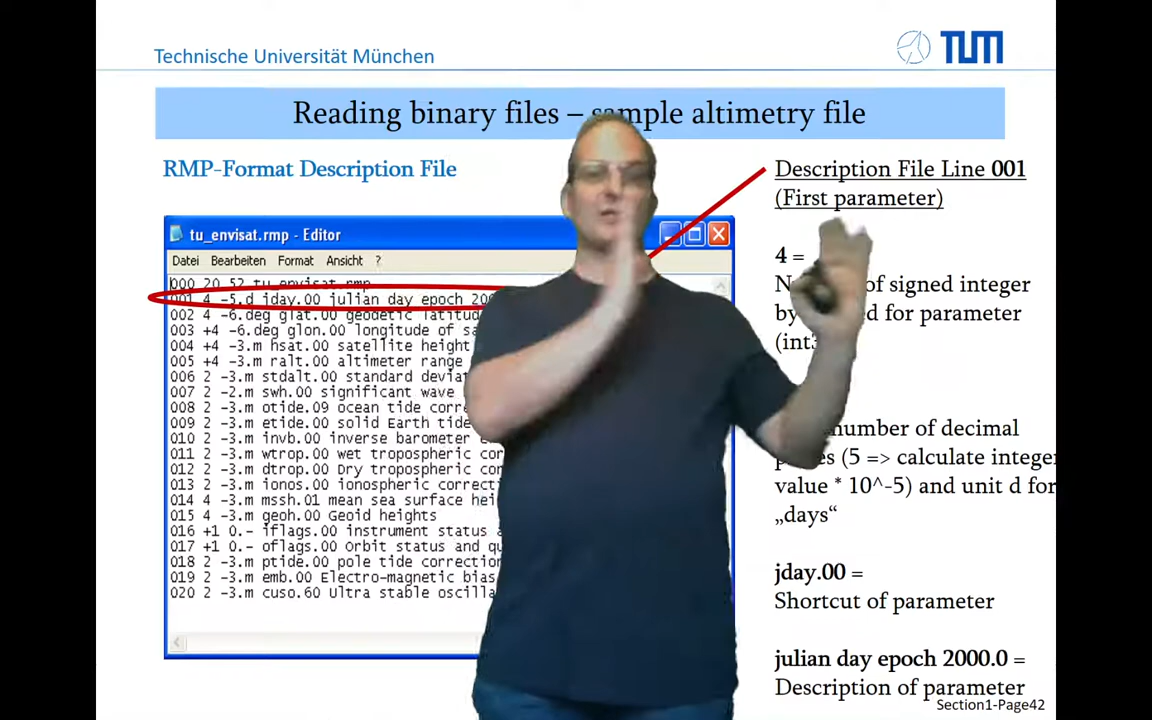 Technische Universität München
TUM
Reading binary files – sample altimetry file
RMP-Format Description File
tu_envisat.rmp - Editor
Datei Bearbeiten Format Ansicht ?
000 20 52 tu_envisat.rmp
001 4 -5.d jday.00 julian day epoch
002 4 -6.deg glat.00 geodetic
003 +4 -6.deg glon.00 longitude of
004 +4 -3.m hsat.00 satellite height
005 +4 -3.m ralt.00 altimeter range
006 2 -3.m stdalt.00 standard
007 2 -2.m swh.00 significant wave
008 2 -3.m otide.09 ocean tide
009 2 -3.m etide.00 solid Earth tide
010 2 -3.m invb.00 inverse barometer
011 2 -3.m wtrop.00 wet tropospheric
012 2 -3.m dtrop.00 Dry tropospheric
013 2 -3.m ionos.00 ionospheric
014 4 -3.m mssh.01 mean sea surface
015 4 -3.m geoh.00 Geoid heights
016 +1 0.- iflags.00 instrument status
017 +1 0.- oflags.00 Orbit status and
018 2 -3.m ptide.00 pole tide
019 2 -3.m emb.00 Electro-magnetic bias
020 2 -3.m cuso.60 Ultra stable
Description File Line 001
(First parameter)
4 =
of signed integer
for parameter
number of decimal
(5 => calculate integer
value * 10^-5) and unit d for
„days“
jday.00 =
Shortcut of parameter
julian day epoch 2000.0 =
Description of parameter
Section1-Page42